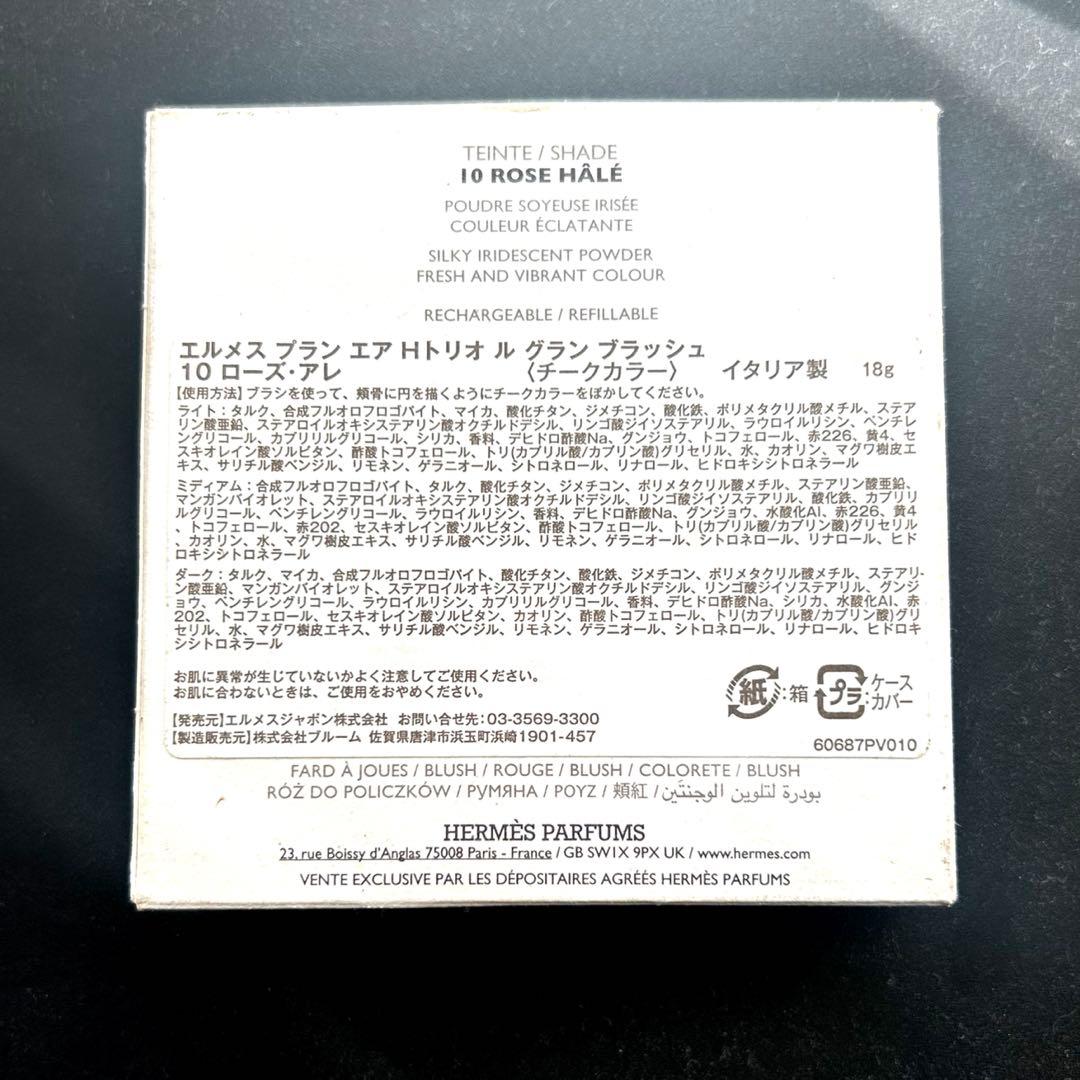 TEINTE / SHADE
10 ROSE HÂLÉ
POUDRE SOYEUSE IRISÉE
COULEUR ÉCLATANTE
SILKY IRIDESCENT POWDER
FRESH AND VIBRANT COLOUR
RECHARGEABLE / REFILLABLE
エルメス プラン エア Hトリオ ル グラン ブラッシュ
10 ローズ・アレ 〈チークカラー〉 イタリア製 18g
【使用方法】ブラシを使って、頬骨に円を描くようにチークカラーをぼかしてください。
ライト：タルク、合成フルオロフロゴパイト、マイカ、酸化チタン、ジメチコン、酸化鉄、ポリメタクリル酸メチル、ステア
リン酸亜鉛、ステアロイルオキシステアリン酸オクチルドデシル、リンゴ酸ジイソステアリル、ラウロイルリシン、ペンチレ
ングリコール、カプリリルグリコール、シリカ、香料、デヒドロ酢酸Na、グンジョウ、トコフェロール、赤226、黄4、セ
スキオレイン酸ソルビタン、酢酸トコフェロール、トリ(カプリル酸/カプリン酸)グリセリル、水、カオリン、マグワ樹皮エ
キス、サリチル酸ベンジル、リモネン、ゲラニオール、シトロネロール、リナロール、ヒドロキシシトロネラール
ミディアム：合成フルオロフロゴパイト、タルク、酸化チタン、ジメチコン、ポリメタクリル酸メチル、ステアリン酸亜鉛、
マンガンバイオレット、ステアロイルオキシステアリン酸オクチルドデシル、リンゴ酸ジイソステアリル、酸化鉄、カプリリ
ルグリコール、ペンチレングリコール、ラウロイルリシン、香料、デヒドロ酢酸Na、グンジョウ、水酸化Al、赤226、黄4
、トコフェロール、赤202、セスキオレイン酸ソルビタン、酢酸トコフェロール、トリ(カプリル酸/カプリン酸)グリセリル
、カオリン、水、マグワ樹皮エキス、サリチル酸ベンジル、リモネン、ゲラニオール、シトロネロール、リナロール、ヒド
ロキシシトロネラール
ダーク：タルク、マイカ、合成フルオロフロゴパイト、酸化チタン、酸化鉄、ジメチコン、ポリメタクリル酸メチル、ステアリ
ン酸亜鉛、マンガンバイオレット、ステアロイルオキシステアリン酸オクチルドデシル、リンゴ酸ジイソステアリル、グンジ
ョウ、ペンチレングリコール、ラウロイルリシン、カプリリルグリコール、香料、デヒドロ酢酸Na、シリカ、水酸化Al、赤
202、トコフェロール、セスキオレイン酸ソルビタン、カオリン、酢酸トコフェロール、トリ(カプリル酸/カプリン酸)グリ
セリル、水、マグワ樹皮エキス、サリチル酸ベンジル、リモネン、ゲラニオール、シトロネロール、リナロール、ヒドロキ
シシトロネラール
お肌に異常が生じていないかよく注意してご使用ください。
お肌に合わないときは、ご使用をおやめください。
紙：箱 プラ：ケース カバー
【発売元】エルメスジャポン株式会社 お問い合せ先：03-3569-3300
【製造販売元】株式会社ブルーム 佐賀県唐津市浜玉町浜崎1901-457
60687PV010
FARD À JOUES / BLUSH / ROUGE / BLUSH / COLORETE / BLUSH
RÓŻ DO POLICZKÓW / РУМЯНА / ΡΟΥΖ / 頰紅 / بودرة لتلوين الوجنتين
HERMÈS PARFUMS
23, rue Boissy d'Anglas 75008 Paris - France / GB SW1X 9PX UK / www.hermes.com
VENTE EXCLUSIVE PAR LES DÉPOSITAIRES AGRÉÉS HERMÈS PARFUMS